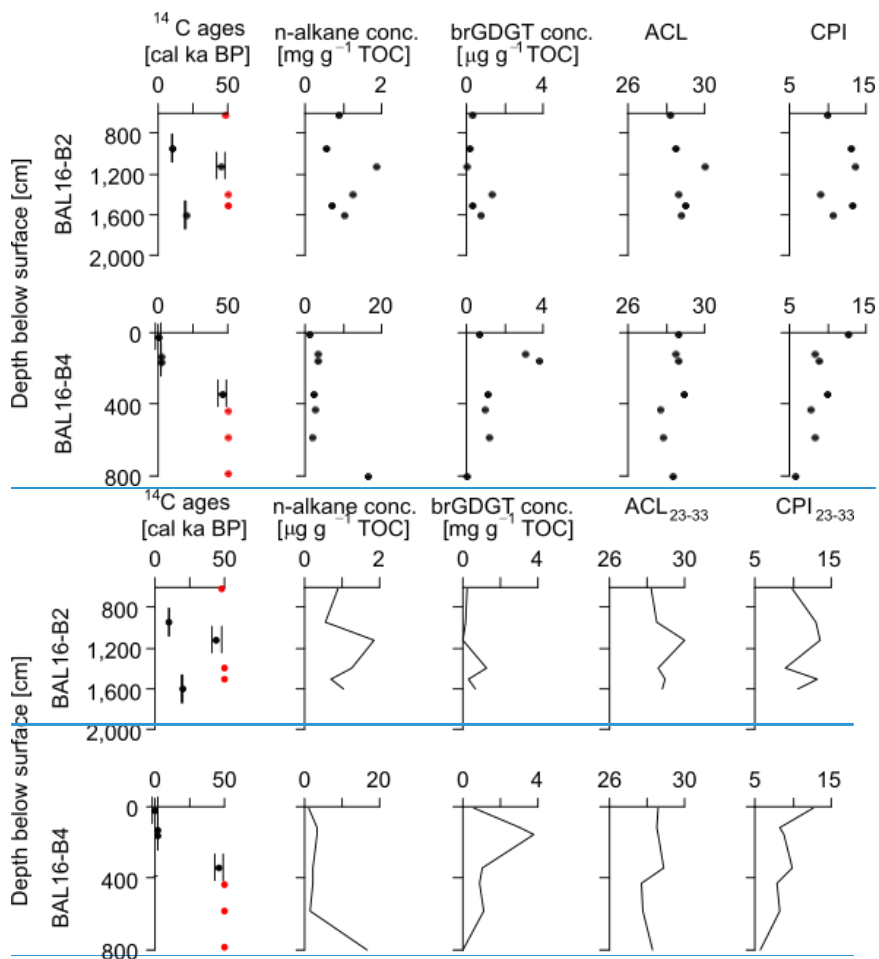 14 C ages n-alkane conc. brGDGT conc. ACL CPI
[cal ka BP] [mg g−1 TOC] [μg g−1 TOC]
0 50 0 2 0 4 26 30 5 15
800
1,200
1,600
2,000
BAL16-B2
0 50 0 20 0 4 26 30 5 15
0
400
800
BAL16-B4
Depth below surface [cm]
14C ages n-alkane conc. brGDGT conc. ACL23-33 CPI23-33
[cal ka BP] [μg g−1 TOC] [mg g−1 TOC]
0 50 0 2 0 4 26 30 5 15
800
1,200
1,600
2,000
BAL16-B2
0 50 0 20 0 4 26 30 5 15
0
400
800
BAL16-B4
Depth below surface [cm]